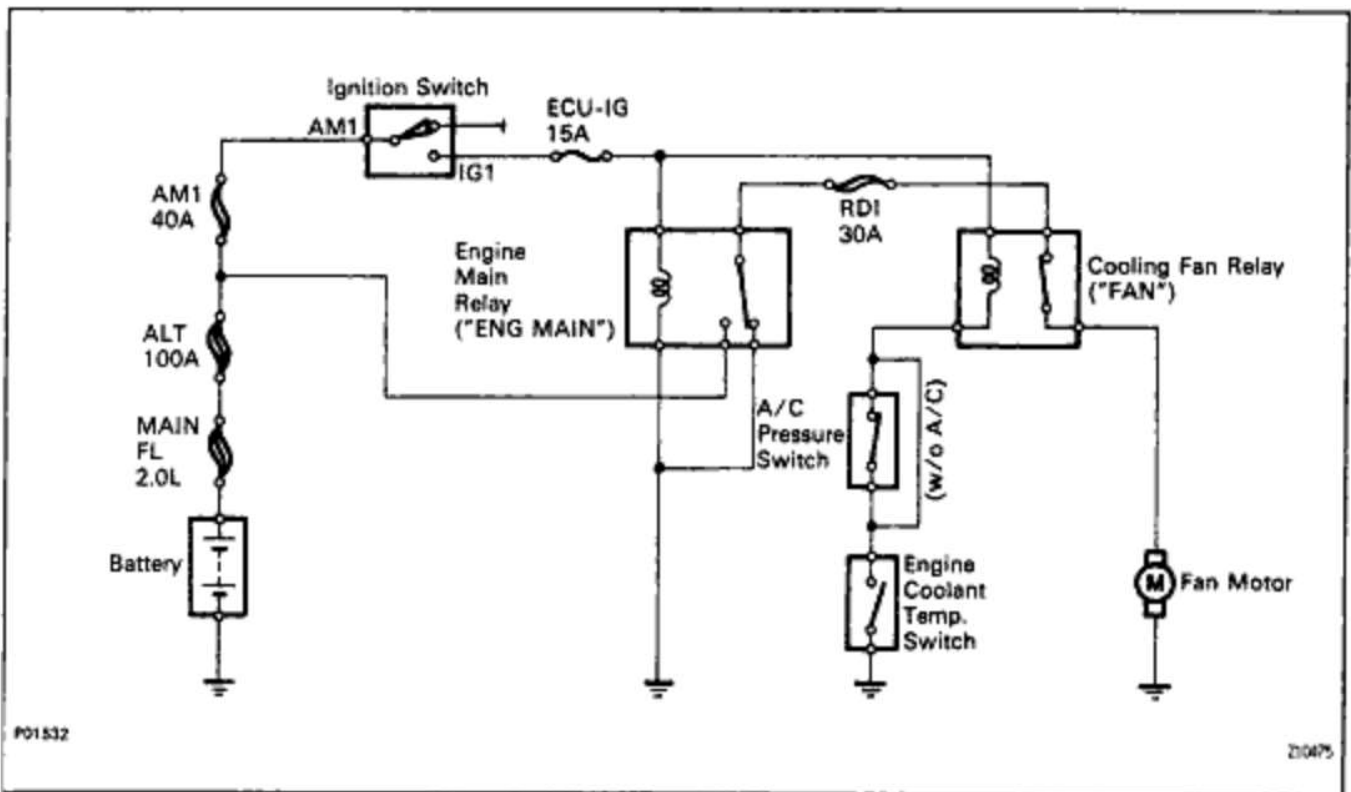 Ignition Switch
AM1
IG1
ECU-IG
15A
AM1
40A
RDI
30A
Engine
Main
Relay
("ENG MAIN")
Cooling Fan Relay
("FAN")
ALT
100A
MAIN
FL
2.0L
A/C
Pressure
Switch
(w/o A/C)
Battery
Engine
Coolant
Temp.
Switch
M
Fan Motor
P01532
Z10475